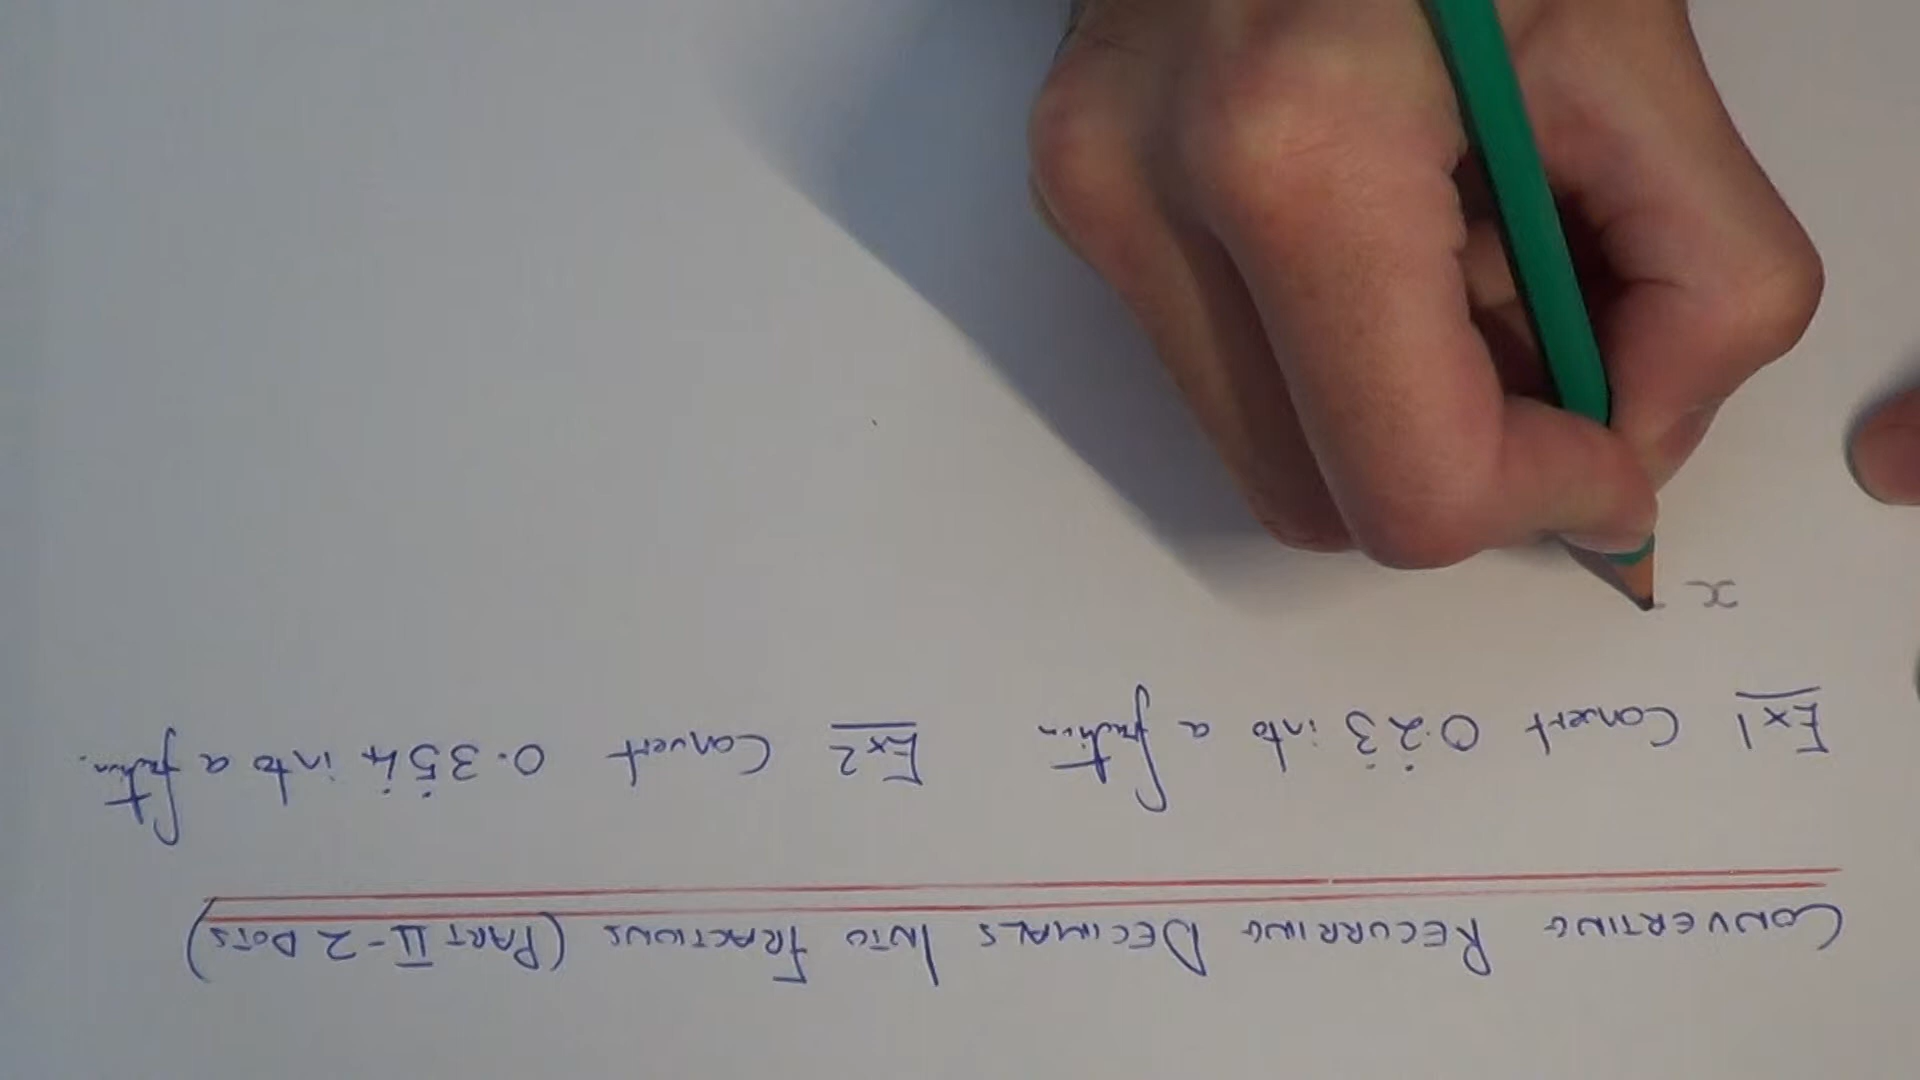 CONVERTING RECURRING DECIMALS INTO FRACTIONS (PART II - 2 DOTS)
Ex1 Convert 0.2̇3̇ into a fraction
Ex2 Convert 0.35̇4̇ into a fraction.
x